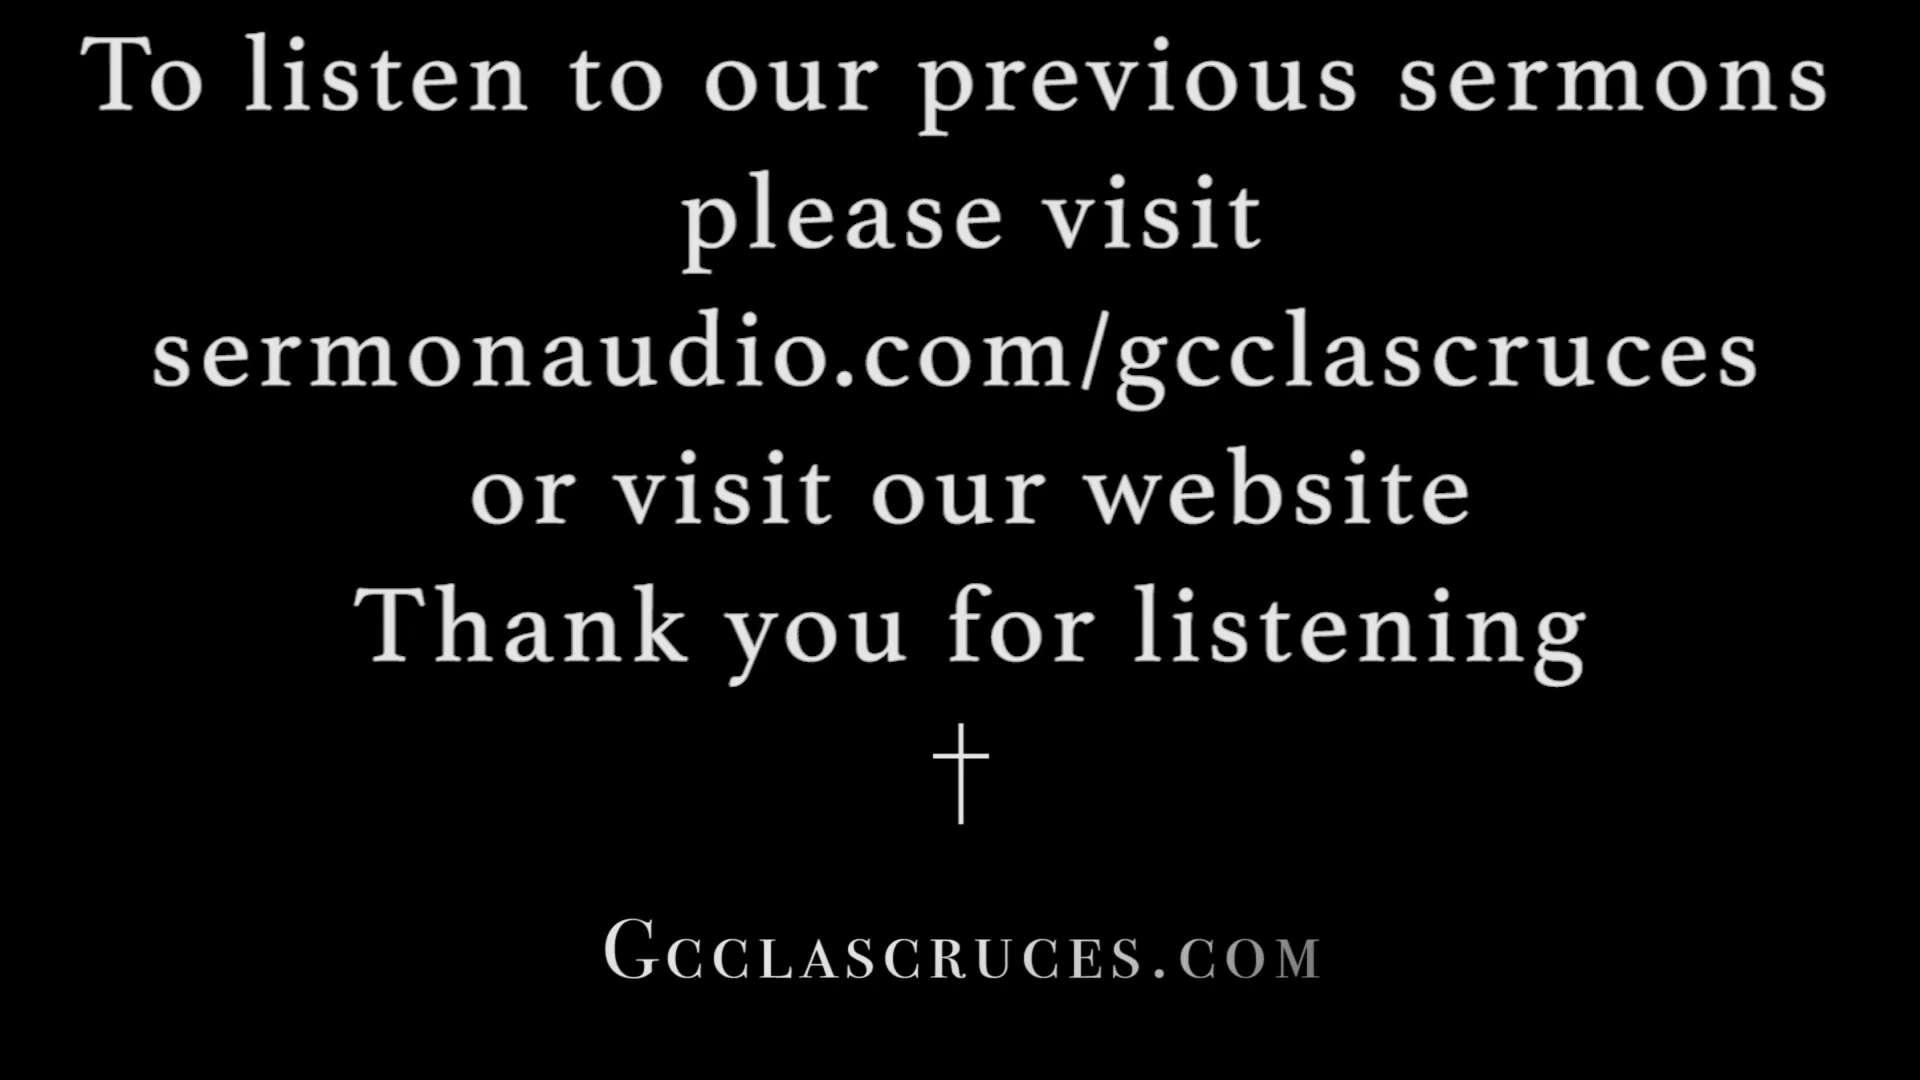 To listen to our previous sermons
please visit
sermonaudio.com/gcclascruces
or visit our website
Thank you for listening
Gcclascruces.com